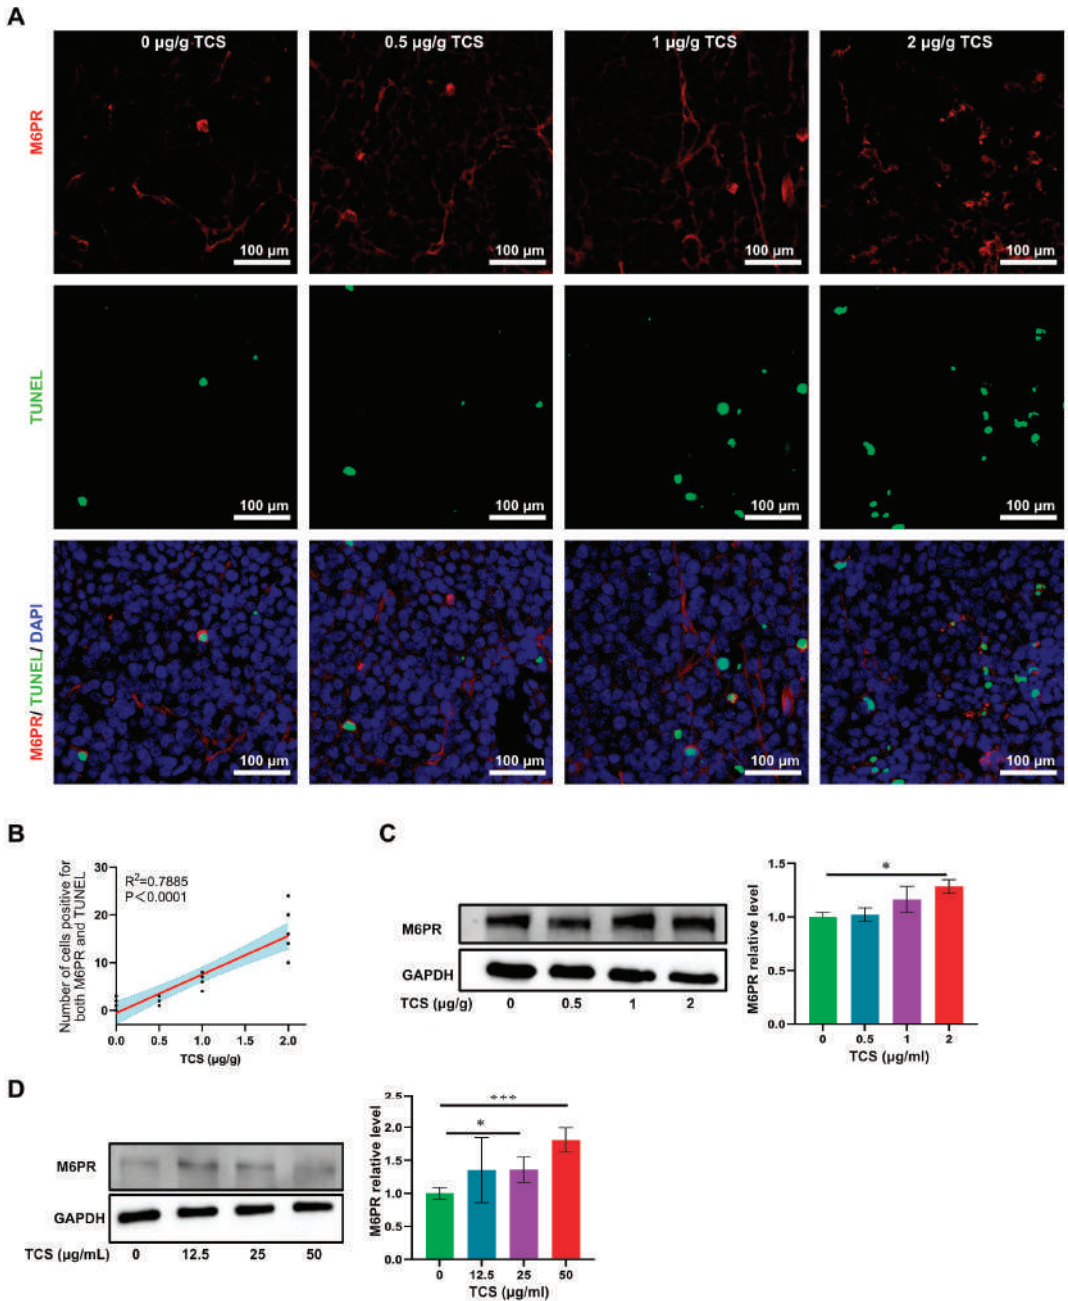 A
0 µg/g TCS
0.5 µg/g TCS
1 µg/g TCS
2 µg/g TCS
M6PR
100 µm
100 µm
100 µm
100 µm
TUNEL
100 µm
100 µm
100 µm
100 µm
M6PR/ TUNEL/ DAPI
100 µm
100 µm
100 µm
100 µm
B
Number of cells positive for
both M6PR and TUNEL
30
20
10
0
R²=0.7885
P<0.0001
0.0
0.5
1.0
1.5
2.0
TCS (µg/g)
C
M6PR
GAPDH
TCS (µg/g)
0
0.5
1
2
M6PR relative level
1.5
1.0
0.5
0.0
*
0
0.5
1
2
TCS (µg/ml)
D
M6PR
GAPDH
TCS (µg/mL)
0
12.5
25
50
M6PR relative level
2.5
2.0
1.5
1.0
0.5
0.0
***
*
0
12.5
25
50
TCS (µg/ml)